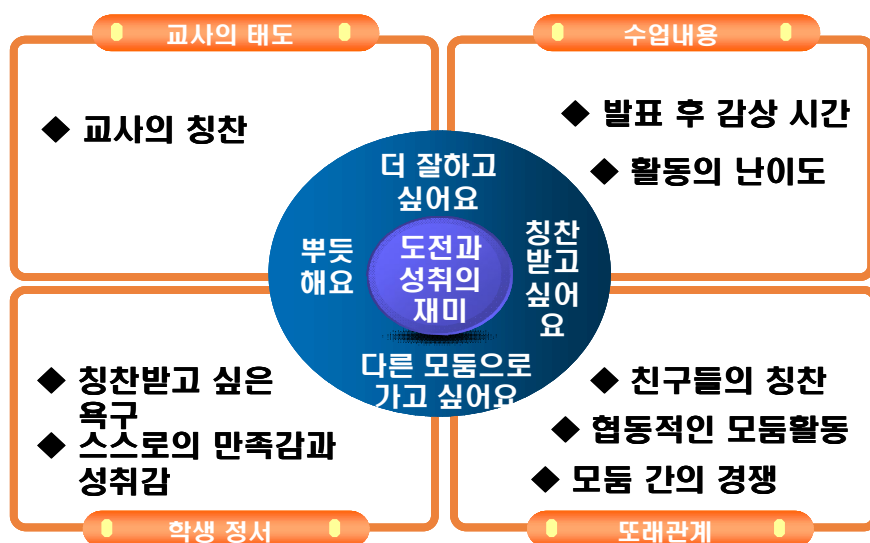 교사의 태도
수업내용
◆ 교사의 칭찬
◆ 발표 후 감상 시간
◆ 활동의 난이도
더 잘하고
싶어요
뿌듯
해요
도전과
성취의
재미
칭찬
받고
싶어
요
다른 모둠으로
가고 싶어요
◆ 칭찬받고 싶은
욕구
◆ 스스로의 만족감과
성취감
◆ 친구들의 칭찬
◆ 협동적인 모둠활동
◆ 모둠 간의 경쟁
학생 정서
또래관계